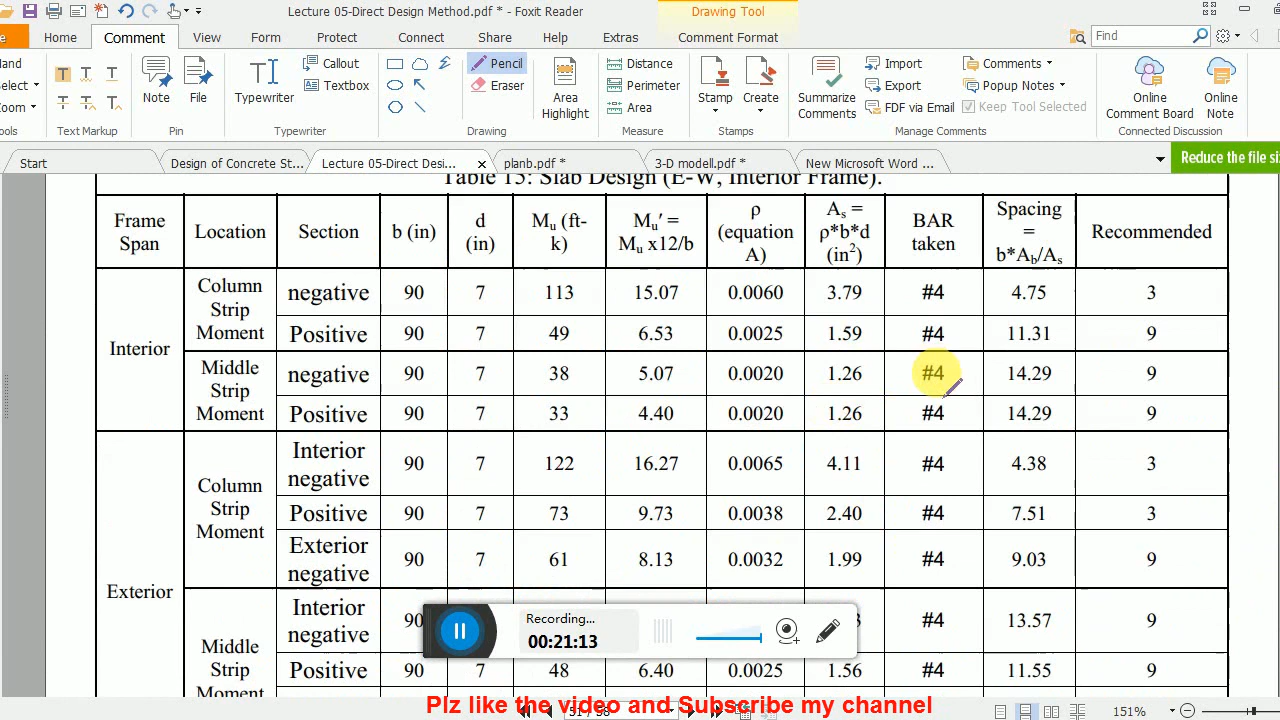 Lecture 05-Direct Design Method.pdf * - Foxit Reader
Drawing Tool
Home Comment View Form Protect Connect Share Help Extras Comment Format
Find
Note File
Typewriter
Callout
Textbox
Pencil
Eraser
Area Highlight
Distance
Perimeter
Area
Stamp Create
Summarize Comments
Import
Export
FDF via Email
Comments
Popup Notes
Keep Tool Selected
Online Comment Board
Online Note
Text Markup Pin Typewriter Drawing Measure Stamps Manage Comments Connected Discussion
Start Design of Concrete St... Lecture 05-Direct Desi... planb.pdf * 3-D modell.pdf * New Microsoft Word ...
Reduce the file si
Table 15: Slab Design (E-W, Interior Frame).
Frame Span Location Section b (in) d (in) Mu (ft-k) Mu′ = Mu x12/b ρ (equation A) As = ρ*b*d (in2) BAR taken Spacing = b*Ab/As Recommended
Interior
Column Strip Moment
negative 90 7 113 15.07 0.0060 3.79 #4 4.75 3
Positive 90 7 49 6.53 0.0025 1.59 #4 11.31 9
Middle Strip Moment
negative 90 7 38 5.07 0.0020 1.26 #4 14.29 9
Positive 90 7 33 4.40 0.0020 1.26 #4 14.29 9
Exterior
Column Strip Moment
Interior negative 90 7 122 16.27 0.0065 4.11 #4 4.38 3
Positive 90 7 73 9.73 0.0038 2.40 #4 7.51 3
Exterior negative 90 7 61 8.13 0.0032 1.99 #4 9.03 9
Middle Strip Moment
Interior negative 90 #4 13.57 9
Positive 90 7 48 6.40 0.0025 1.56 #4 11.55 9
Recording...
00:21:13
Plz like the video and Subscribe my channel
151%